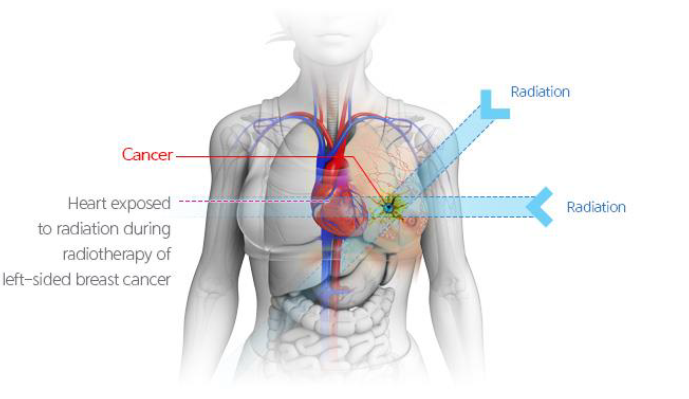 Radiation
Cancer
Heart exposed
to radiation during
radiotherapy of
left-sided breast cancer
Radiation